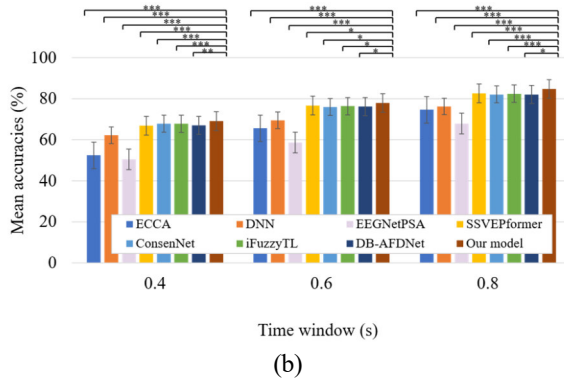 *** *** ***
*** *** ***
*** *** ***
*** * ***
*** * ***
*** * ***
** * *
100
80
60
40
20
0
Mean accuracies (%)
ECCA DNN EEGNetPSA SSVEPformer
ConsenNet iFuzzyTL DB-AFDNet Our model
0.4 0.6 0.8
Time window (s)
(b)